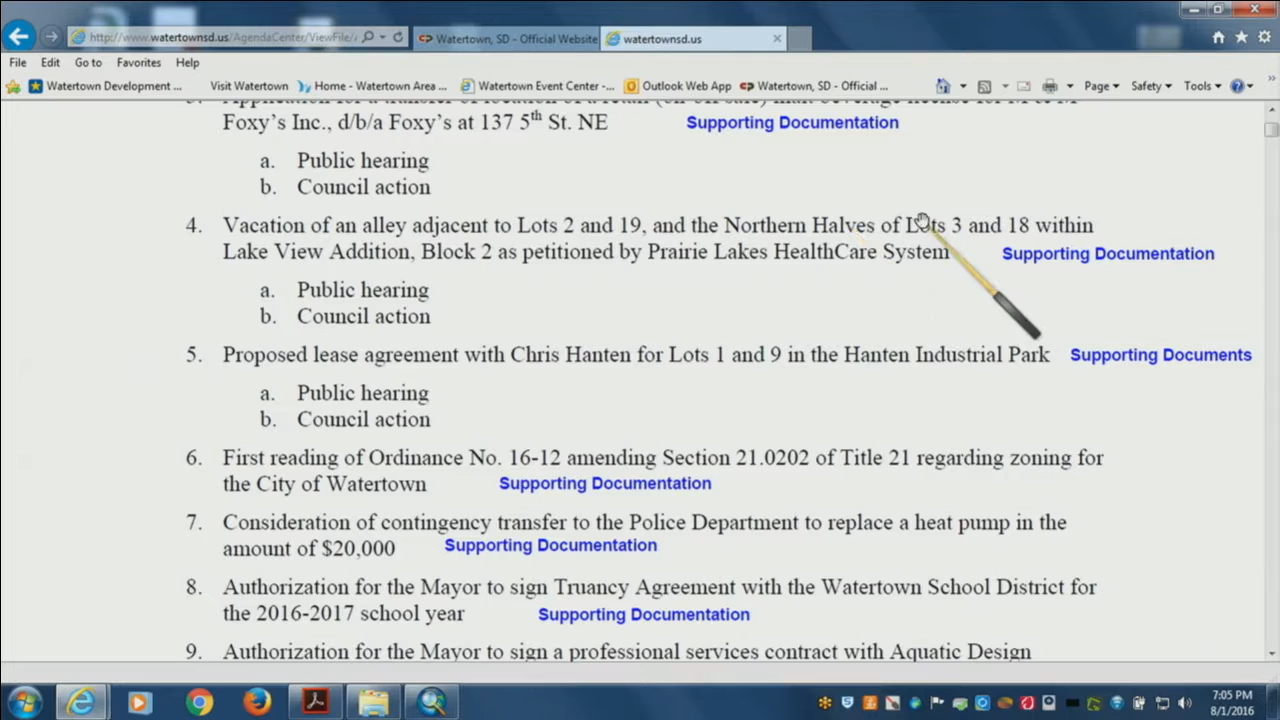 http://www.watertownsd.us/AgendaCenter/ViewFile/
Watertown, SD - Official Website
watertownsd.us
File Edit Go to Favorites Help
Watertown Development ...
Visit Watertown
Home - Watertown Area ...
Watertown Event Center -...
Outlook Web App
Watertown, SD - Official ...
Page
Safety
Tools
Foxy's Inc., d/b/a Foxy's at 137 5th St. NE Supporting Documentation
a. Public hearing
b. Council action
4. Vacation of an alley adjacent to Lots 2 and 19, and the Northern Halves of Lots 3 and 18 within
Lake View Addition, Block 2 as petitioned by Prairie Lakes HealthCare System Supporting Documentation
a. Public hearing
b. Council action
5. Proposed lease agreement with Chris Hanten for Lots 1 and 9 in the Hanten Industrial Park Supporting Documents
a. Public hearing
b. Council action
6. First reading of Ordinance No. 16-12 amending Section 21.0202 of Title 21 regarding zoning for
the City of Watertown Supporting Documentation
7. Consideration of contingency transfer to the Police Department to replace a heat pump in the
amount of $20,000 Supporting Documentation
8. Authorization for the Mayor to sign Truancy Agreement with the Watertown School District for
the 2016-2017 school year Supporting Documentation
9. Authorization for the Mayor to sign a professional services contract with Aquatic Design
7:05 PM
8/1/2016